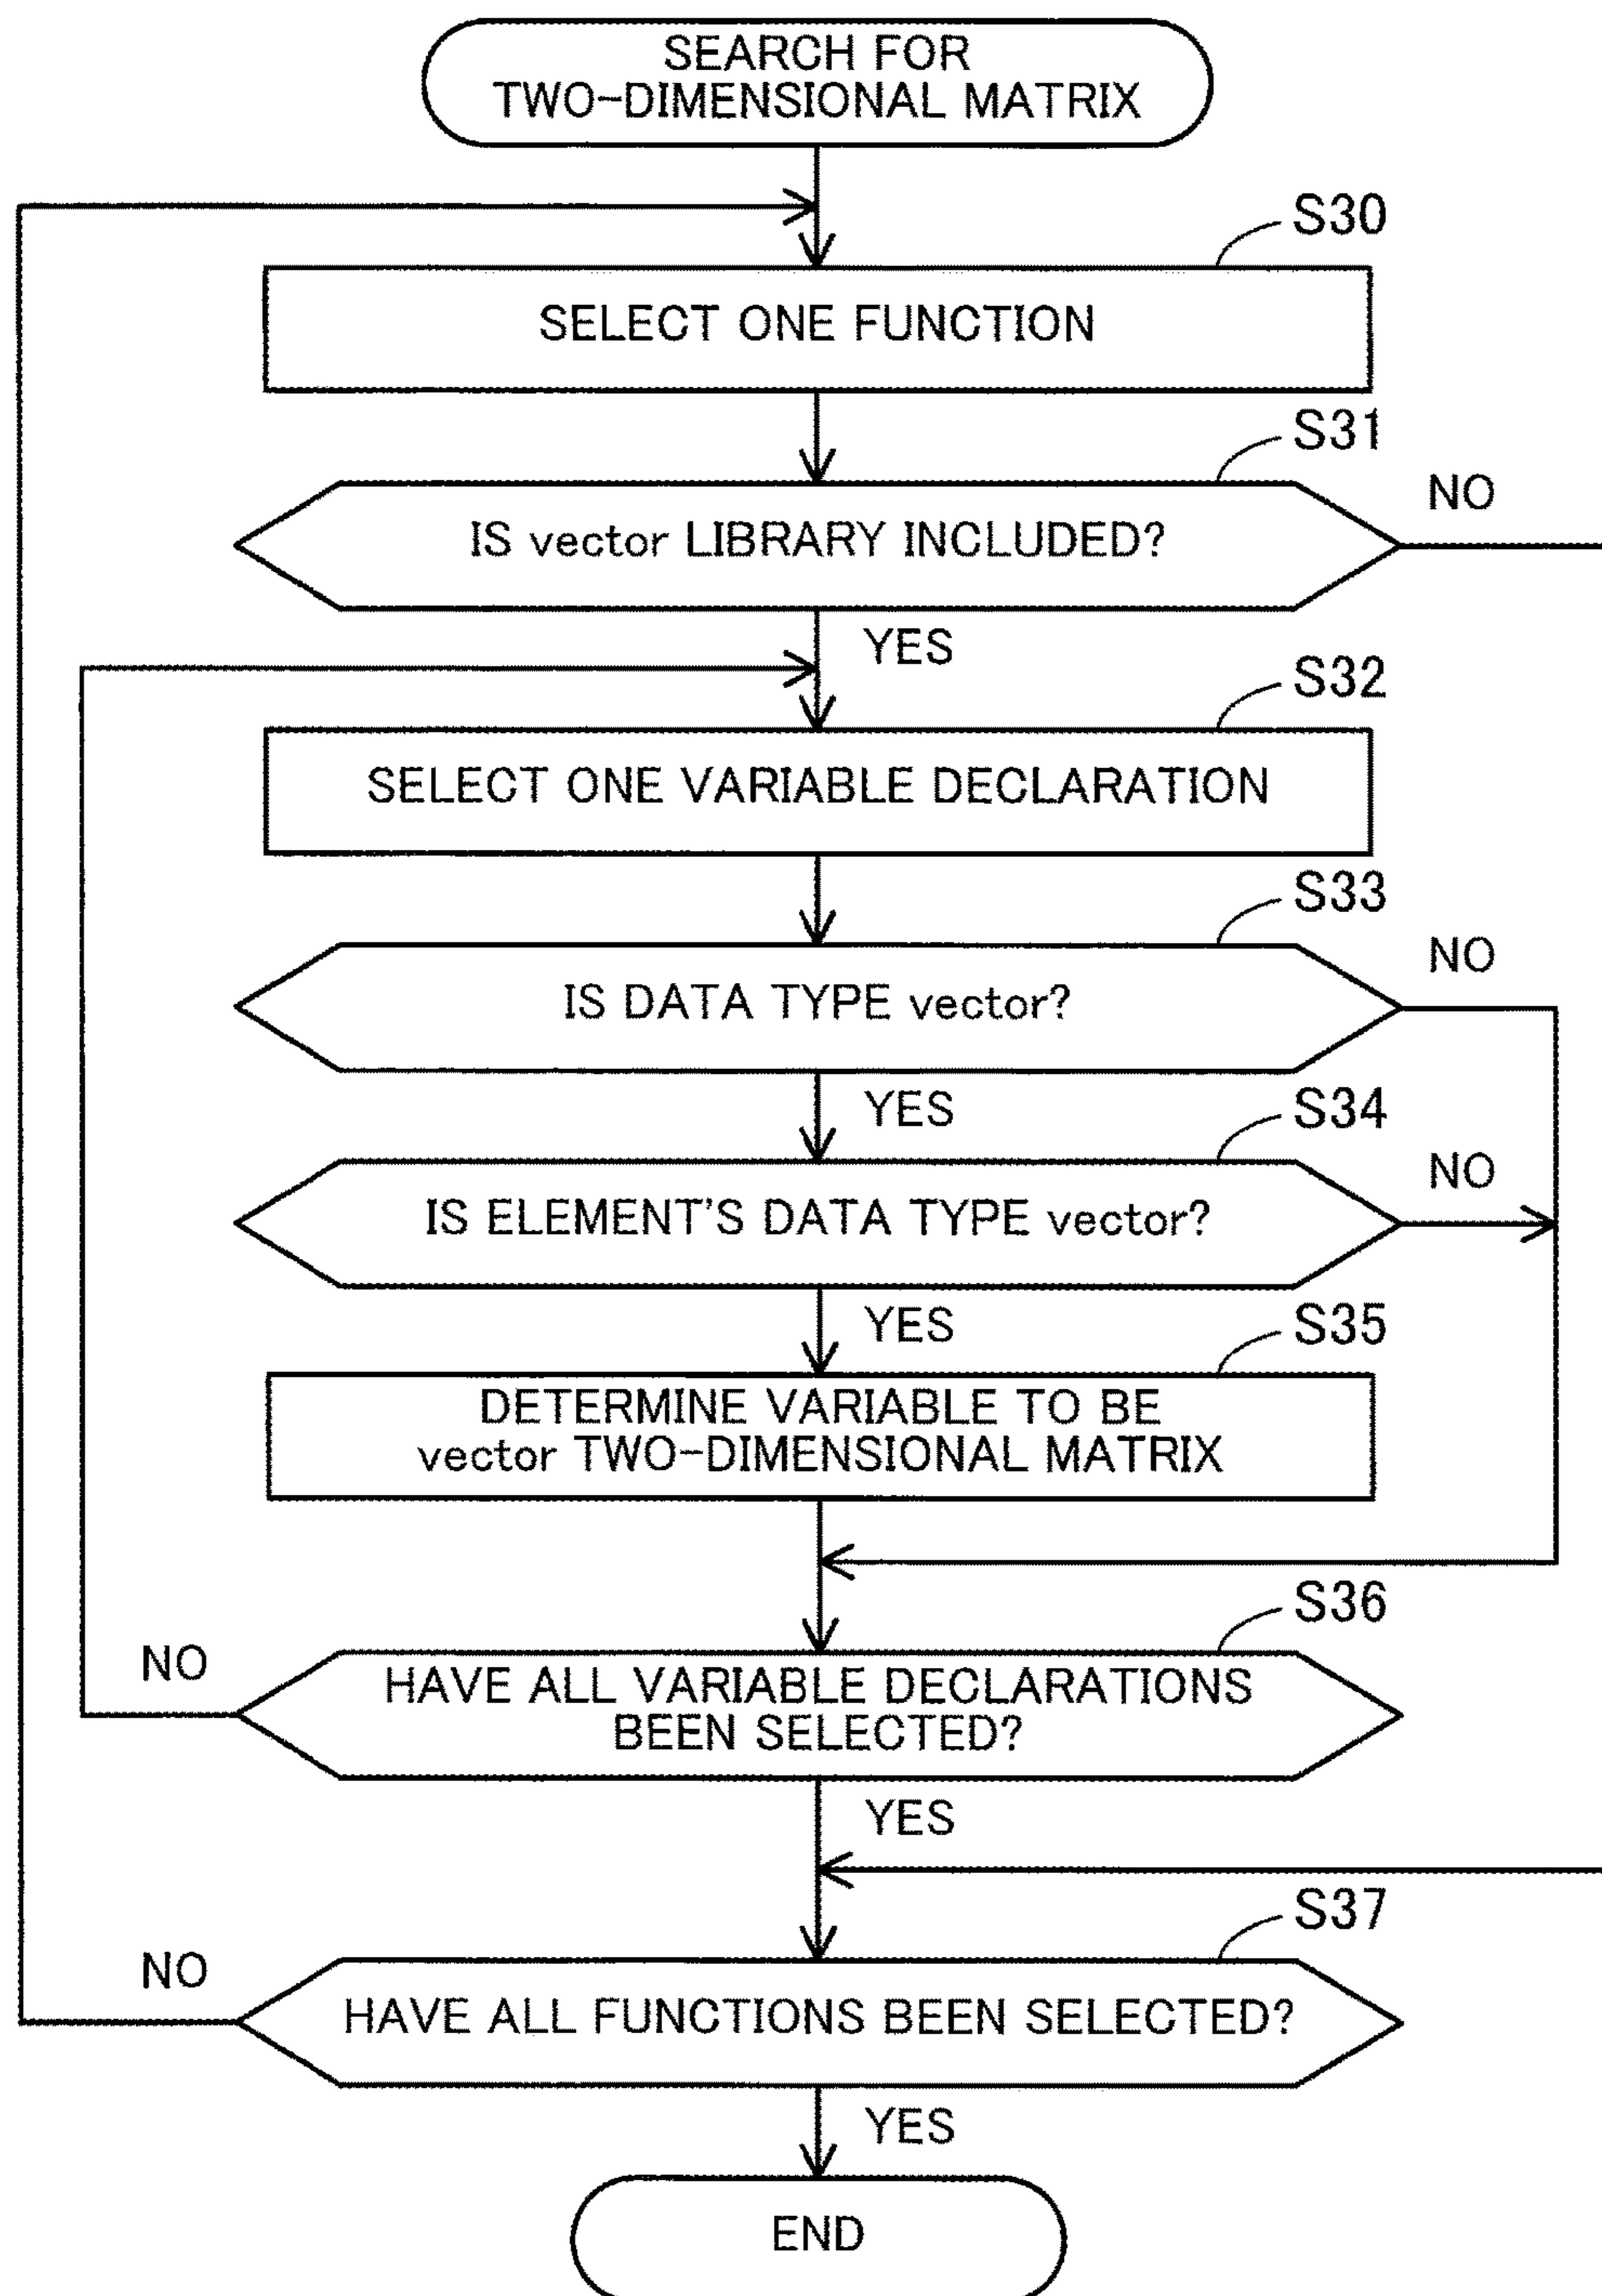 SEARCH FOR
TWO-DIMENSIONAL MATRIX
S30
SELECT ONE FUNCTION
S31
IS vector LIBRARY INCLUDED?
NO
YES
S32
SELECT ONE VARIABLE DECLARATION
S33
IS DATA TYPE vector?
NO
YES
S34
IS ELEMENT'S DATA TYPE vector?
NO
YES
S35
DETERMINE VARIABLE TO BE
vector TWO-DIMENSIONAL MATRIX
S36
NO
HAVE ALL VARIABLE DECLARATIONS
BEEN SELECTED?
YES
S37
NO
HAVE ALL FUNCTIONS BEEN SELECTED?
YES
END